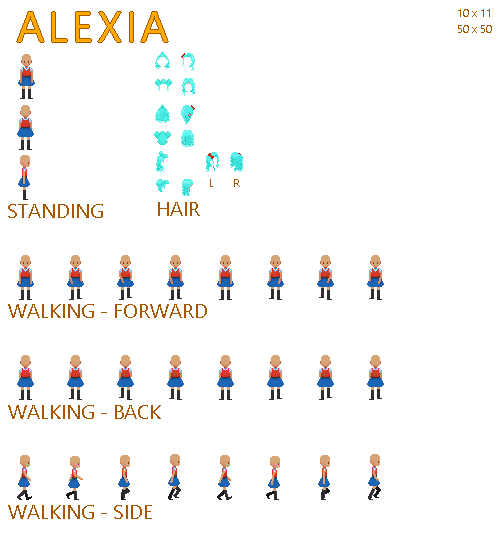 ALEXIA
10 x 11
50 x 50
L R
STANDING
HAIR
WALKING - FORWARD
WALKING - BACK
WALKING - SIDE